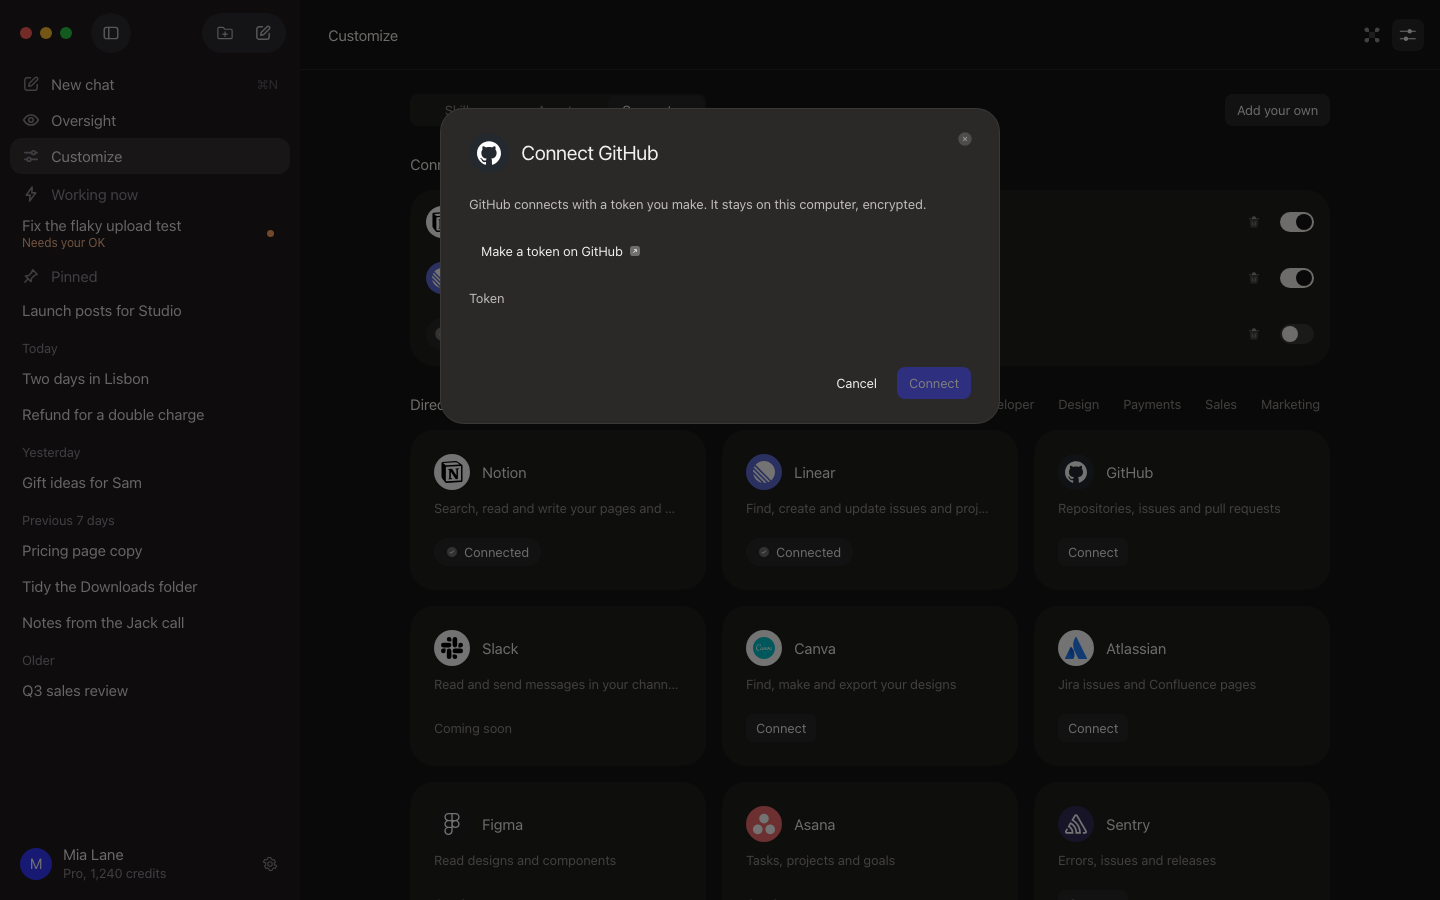 Customize
New chat
⌘N
Oversight
Customize
Working now
Fix the flaky upload test
Needs your OK
Pinned
Launch posts for Studio
Today
Two days in Lisbon
Refund for a double charge
Yesterday
Gift ideas for Sam
Previous 7 days
Pricing page copy
Tidy the Downloads folder
Notes from the Jack call
Older
Q3 sales review
M
Mia Lane
Pro, 1,240 credits
Add your own
Connect GitHub
GitHub connects with a token you make. It stays on this computer, encrypted.
Make a token on GitHub
Token
Cancel
Connect
Design
Payments
Sales
Marketing
Notion
Linear
GitHub
Search, read and write your pages and ...
Find, create and update issues and proj...
Repositories, issues and pull requests
Connected
Connected
Connect
Slack
Canva
Atlassian
Read and send messages in your chann...
Find, make and export your designs
Jira issues and Confluence pages
Coming soon
Connect
Connect
Figma
Asana
Sentry
Read designs and components
Tasks, projects and goals
Errors, issues and releases